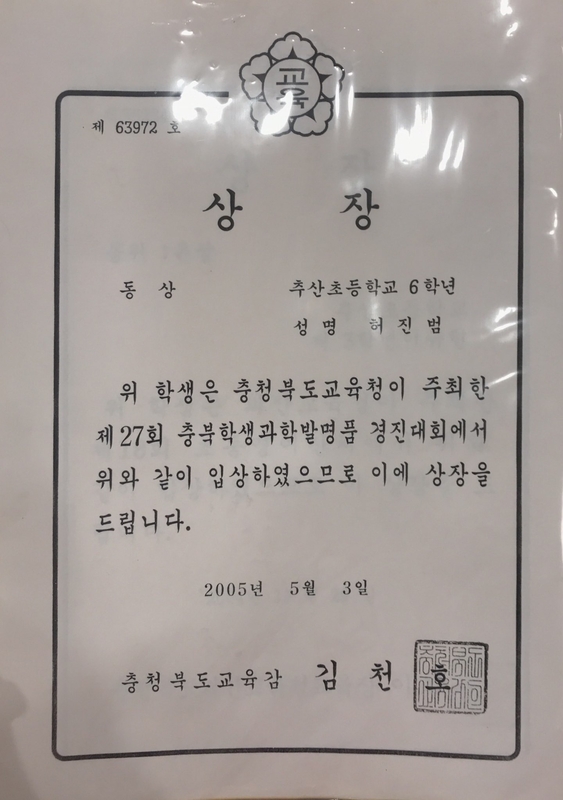 교육
제 63972 호
상 장
동 상
추산초등학교 6학년
성 명 허 진 범
위 학생은 충청북도교육청이 주최한
제27회 충북학생과학발명품 경진대회에서
위와 같이 입상하였으므로 이에 상장을
드립니다.
2005년 5월 3일
충청북도교육감 김 천 호